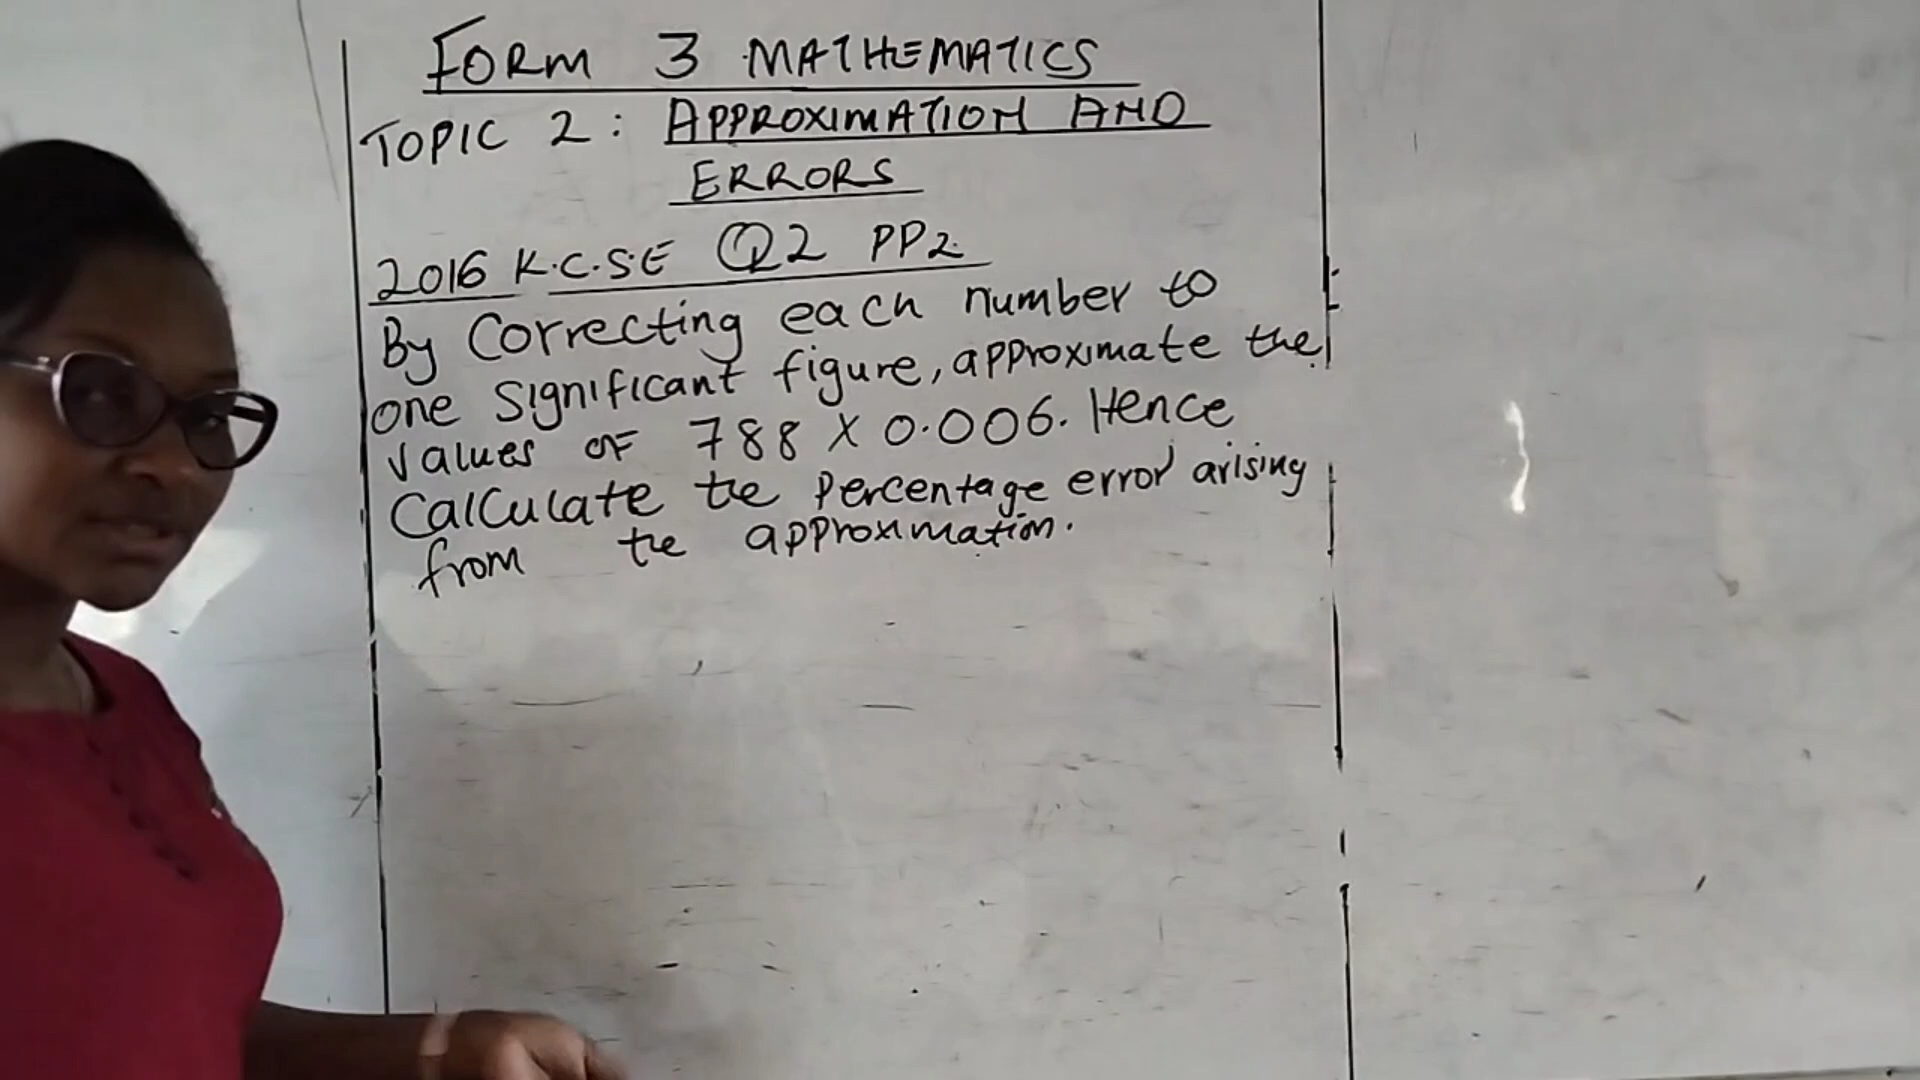 FORM 3 MATHEMATICS
TOPIC 2: APPROXIMATION AND
ERRORS
2016 K.C.S.E Q2 PP2.
By Correcting each number to
one significant figure, approximate the
values of 788 X 0.006. Hence
Calculate the percentage error arising
from the approximation.